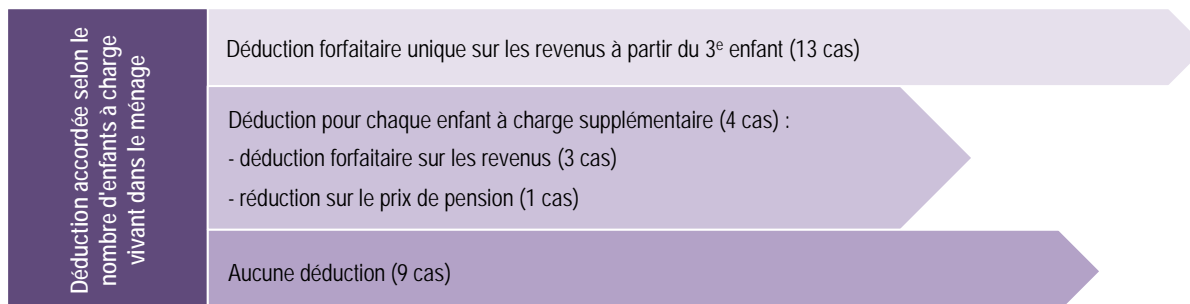 Déduction accordée selon le
nombre d'enfants à charge
vivant dans le ménage
Déduction forfaitaire unique sur les revenus à partir du 3e enfant (13 cas)
Déduction pour chaque enfant à charge supplémentaire (4 cas) :
- déduction forfaitaire sur les revenus (3 cas)
- réduction sur le prix de pension (1 cas)
Aucune déduction (9 cas)